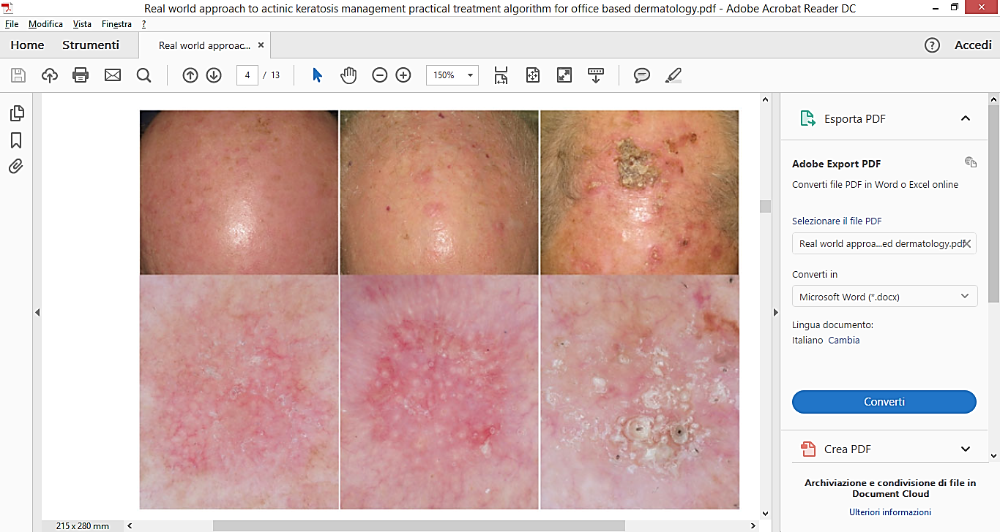 Real world approach to actinic keratosis management practical treatment algorithm for office based dermatology.pdf - Adobe Acrobat Reader DC
File Modifica Vista Finestra ?
Home Strumenti Real world approac... × ? Accedi
4 / 13 150%
Esporta PDF
Adobe Export PDF
Converti file PDF in Word o Excel online
Selezionare il file PDF
Real world approa...ed dermatology.pdf
Converti in
Microsoft Word (*.docx)
Lingua documento:
Italiano Cambia
Converti
Crea PDF
Archiviazione e condivisione di file in
Document Cloud
Ulteriori informazioni
215 x 280 mm